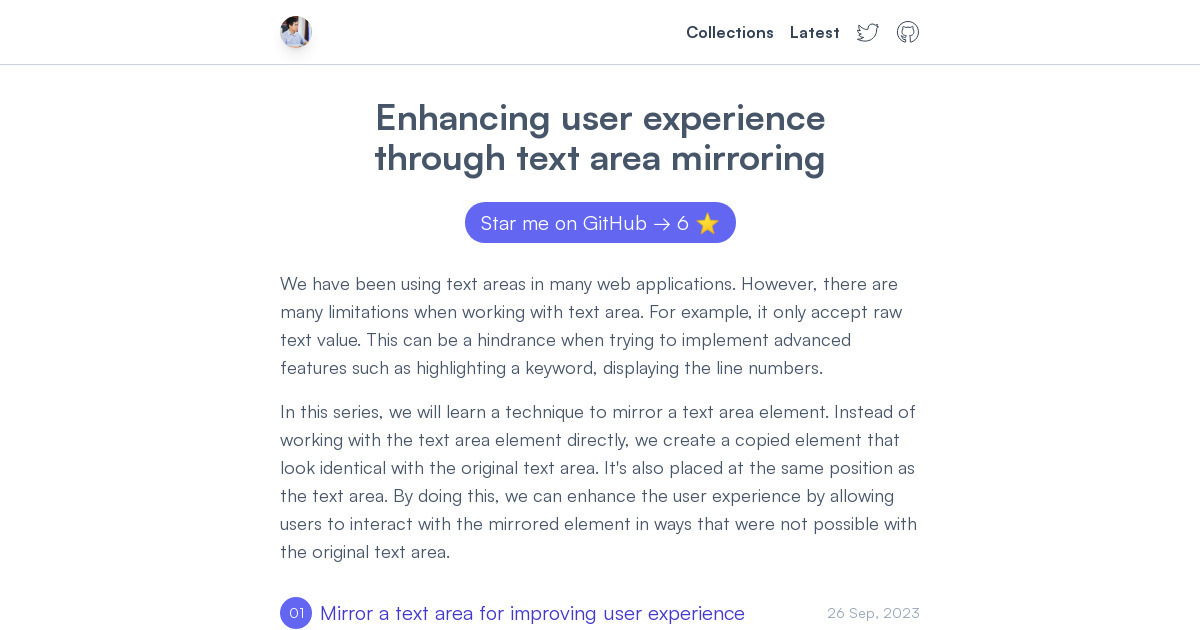 Collections Latest
Enhancing user experience
through text area mirroring
Star me on GitHub → 6 ⭐
We have been using text areas in many web applications. However, there are
many limitations when working with text area. For example, it only accept raw
text value. This can be a hindrance when trying to implement advanced
features such as highlighting a keyword, displaying the line numbers.
In this series, we will learn a technique to mirror a text area element. Instead of
working with the text area element directly, we create a copied element that
look identical with the original text area. It's also placed at the same position as
the text area. By doing this, we can enhance the user experience by allowing
users to interact with the mirrored element in ways that were not possible with
the original text area.
01 Mirror a text area for improving user experience 26 Sep, 2023